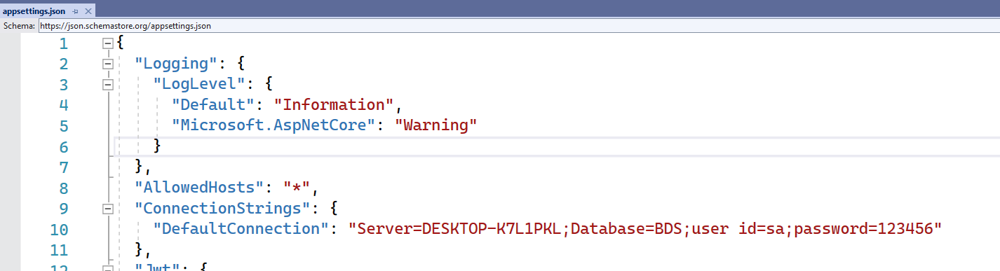 appsettings.json
Schema: https://json.schemastore.org/appsettings.json
1 {
2 "Logging": {
3 "LogLevel": {
4 "Default": "Information",
5 "Microsoft.AspNetCore": "Warning"
6 }
7 },
8 "AllowedHosts": "*",
9 "ConnectionStrings": {
10 "DefaultConnection": "Server=DESKTOP-K7L1PKL;Database=BDS;user id=sa;password=123456"
11 },
12 "Jwt": {